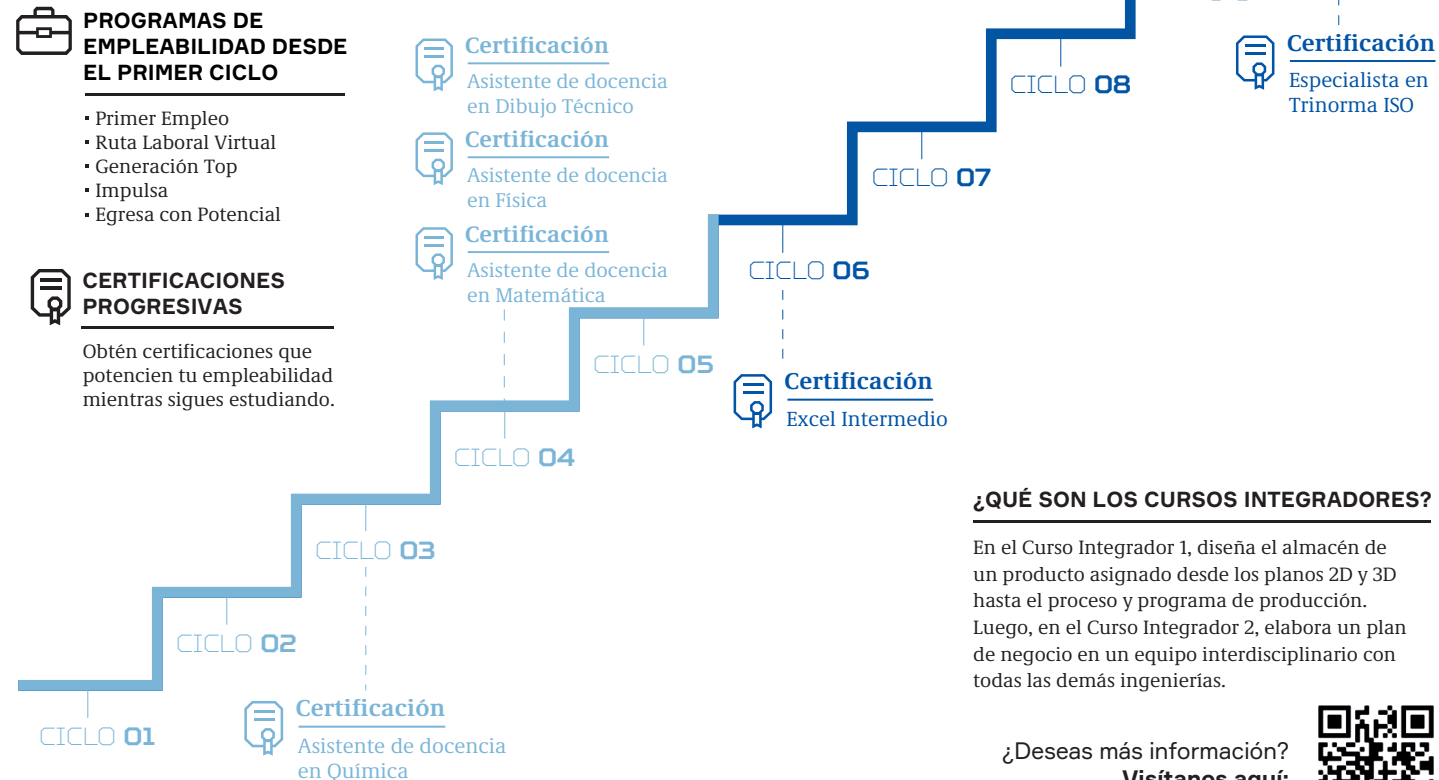 PROGRAMAS DE
EMPLEABILIDAD DESDE
EL PRIMER CICLO
▪ Primer Empleo
▪ Ruta Laboral Virtual
▪ Generación Top
▪ Impulsa
▪ Egresa con Potencial
CERTIFICACIONES
PROGRESIVAS
Obtén certificaciones que
potencien tu empleabilidad
mientras sigues estudiando.
Certificación
Asistente de docencia
en Dibujo Técnico
Certificación
Asistente de docencia
en Física
Certificación
Asistente de docencia
en Matemática
CICLO 01
CICLO 02
CICLO 03
Certificación
Asistente de docencia
en Química
CICLO 04
CICLO 05
CICLO 06
Certificación
Excel Intermedio
CICLO 07
CICLO 08
Certificación
Especialista en
Trinorma ISO
¿QUÉ SON LOS CURSOS INTEGRADORES?
En el Curso Integrador 1, diseña el almacén de
un producto asignado desde los planos 2D y 3D
hasta el proceso y programa de producción.
Luego, en el Curso Integrador 2, elabora un plan
de negocio en un equipo interdisciplinario con
todas las demás ingenierías.
¿Deseas más información?
Visítanos aquí: